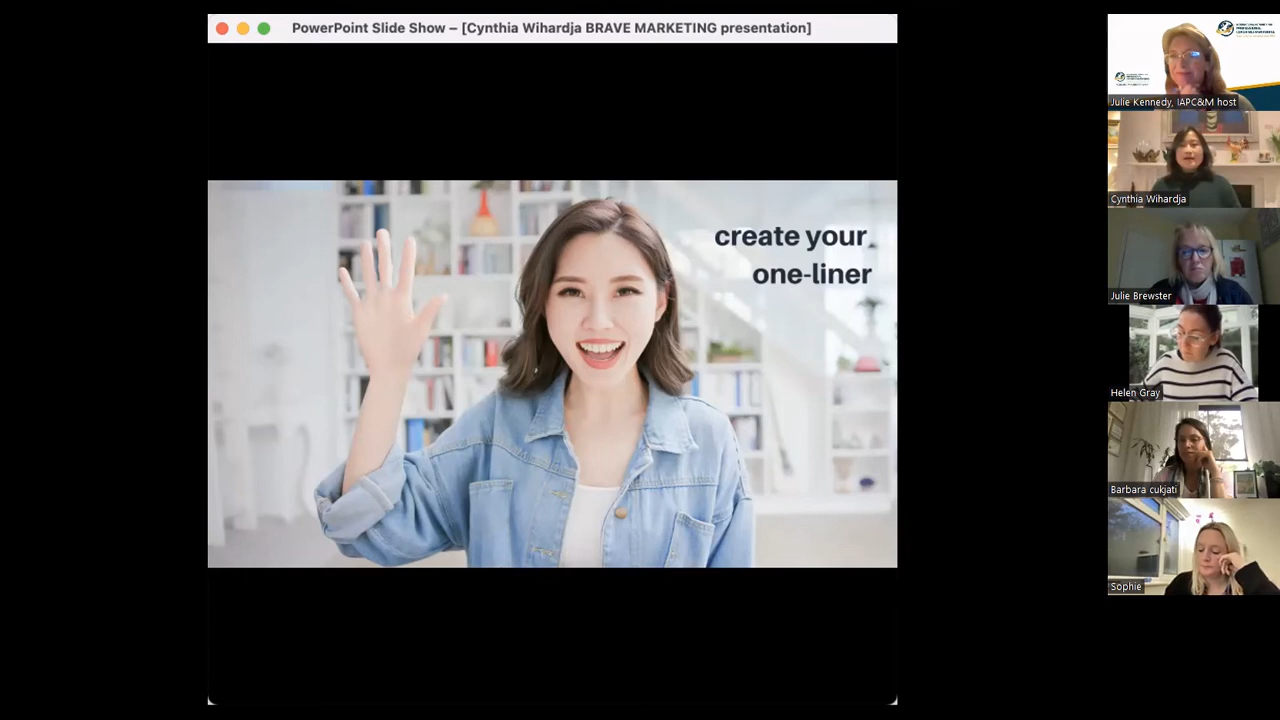 PowerPoint Slide Show – [Cynthia Wihardja BRAVE MARKETING presentation]
create your
one-liner
Julie Kennedy, IAPC&M host
Cynthia Wihardja
Julie Brewster
Helen Gray
Barbara cukjati
Sophie